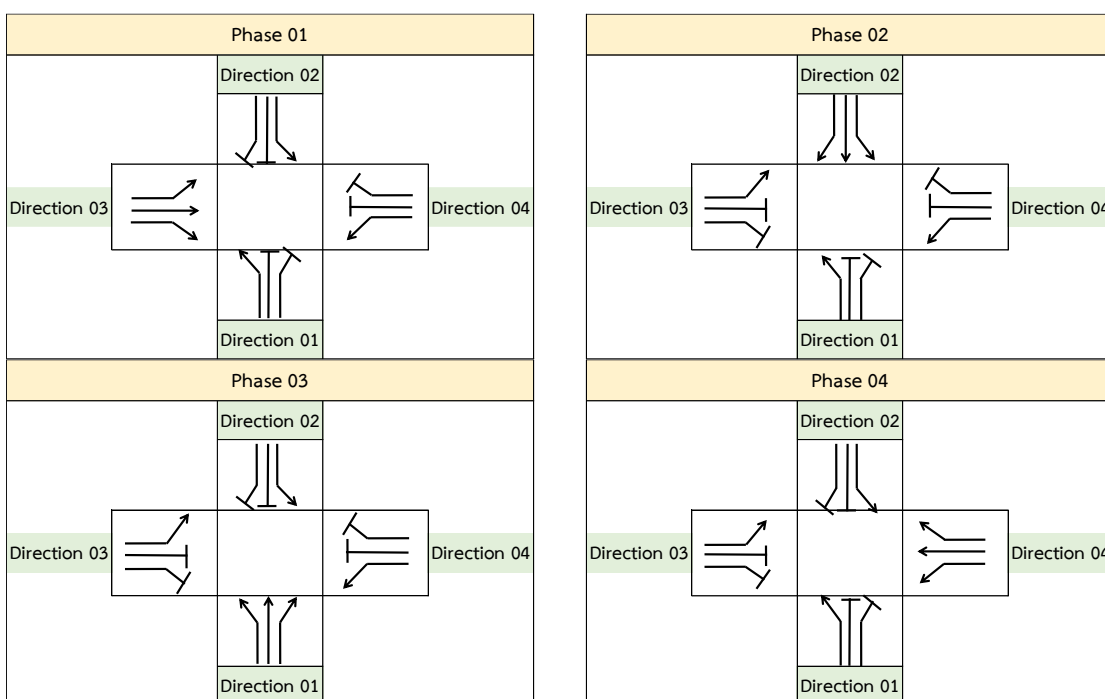 Phase 01
Direction 02
Direction 03
Direction 04
Direction 01
Phase 02
Direction 02
Direction 03
Direction 04
Direction 01
Phase 03
Direction 02
Direction 03
Direction 04
Direction 01
Phase 04
Direction 02
Direction 03
Direction 04
Direction 01